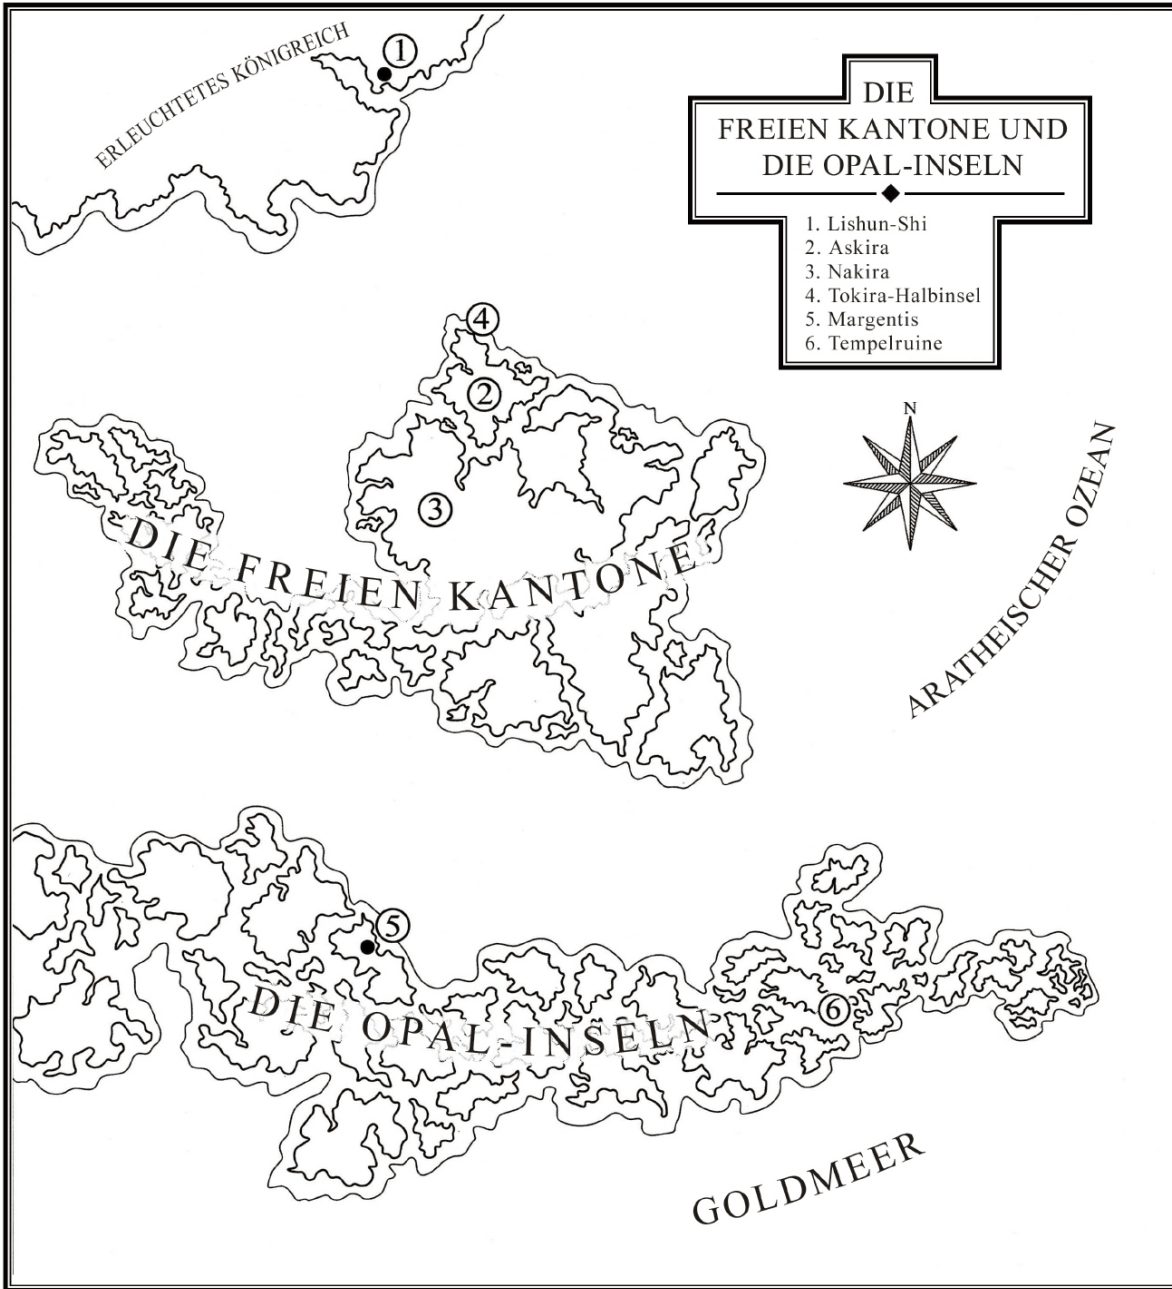 ERLEUCHTETES KÖNIGREICH
1
DIE
FREIEN KANTONE UND
DIE OPAL-INSELN
1. Lishun-Shi
2. Askira
3. Nakira
4. Tokira-Halbinsel
5. Margentis
6. Tempelruine
4
2
N
3
DIE FREIEN KANTONE
ARATHEISCHER OZEAN
5
DIE OPAL-INSELN
6
GOLDMEER